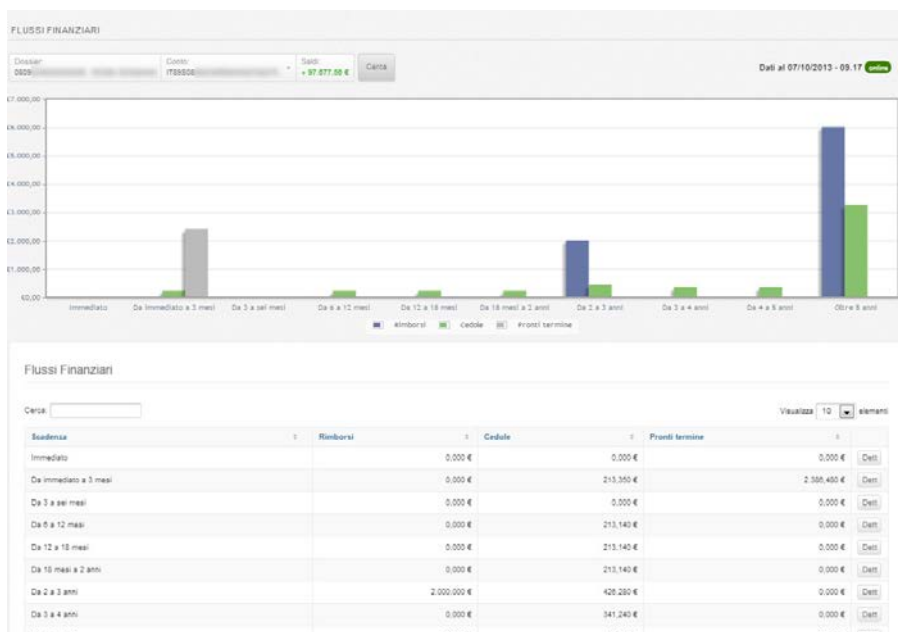 FLUSSI FINANZIARI
Dossier: Conto: Saldi:
+ 97.877,58 € Cerca Dati al 07/10/2013 - 09.17 online
€7.000,00
€6.000,00
€5.000,00
€4.000,00
€3.000,00
€2.000,00
€1.000,00
€0,00
Immediato Da Immediato a 3 mesi Da 3 a sei mesi Da 6 a 12 mesi Da 12 a 18 mesi Da 18 mesi a 2 anni Da 2 a 3 anni Da 3 a 4 anni Da 4 a 5 anni Oltre 5 anni
Rimborsi Cedole Pronti termine
Flussi Finanziari
Cerca: Visualizza 10 elementi
Scadenza Rimborsi Cedole Pronti termine
Immediato 0,000 € 0,000 € 0,000 € Dett
Da immediato a 3 mesi 0,000 € 213,350 € 2.386,480 € Dett
Da 3 a sei mesi 0,000 € 0,000 € 0,000 € Dett
Da 6 a 12 mesi 0,000 € 213,140 € 0,000 € Dett
Da 12 a 18 mesi 0,000 € 213,140 € 0,000 € Dett
Da 18 mesi a 2 anni 0,000 € 213,140 € 0,000 € Dett
Da 2 a 3 anni 2.000,000 € 426,280 € 0,000 € Dett
Da 3 a 4 anni 0,000 € 341,240 € 0,000 € Dett